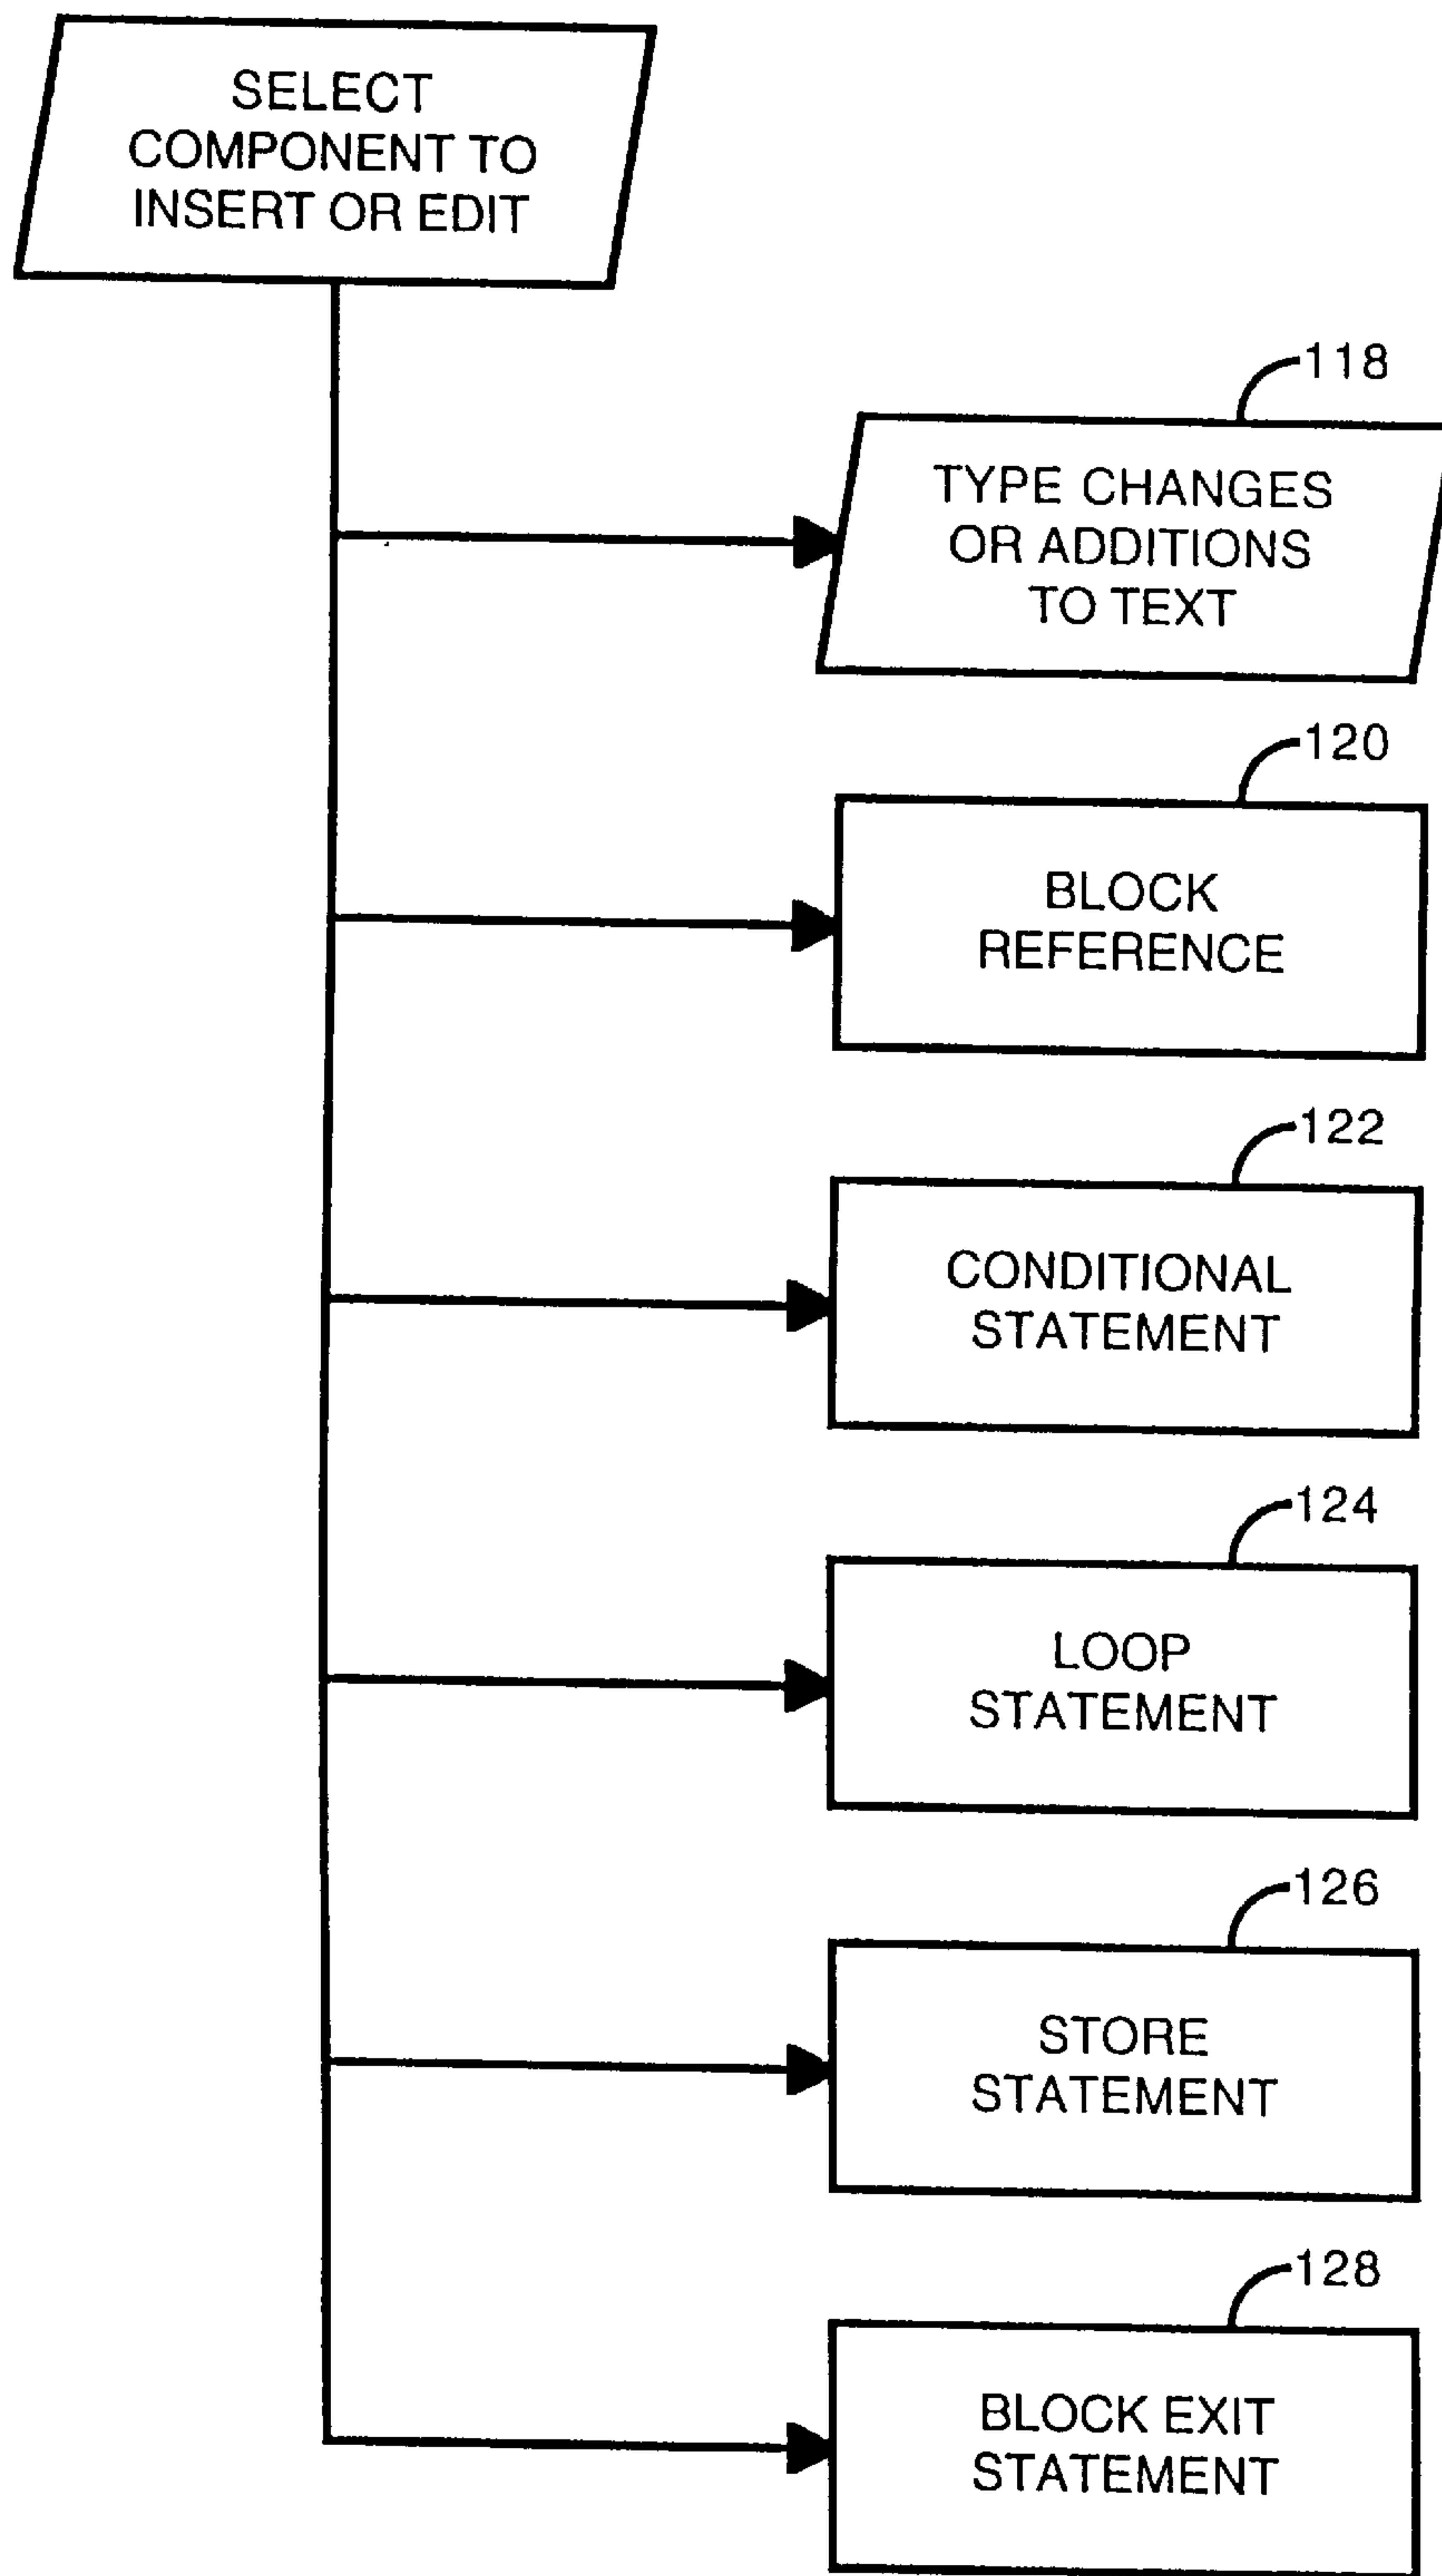 SELECT
COMPONENT TO
INSERT OR EDIT
118
TYPE CHANGES
OR ADDITIONS
TO TEXT
120
BLOCK
REFERENCE
122
CONDITIONAL
STATEMENT
124
LOOP
STATEMENT
126
STORE
STATEMENT
128
BLOCK EXIT
STATEMENT